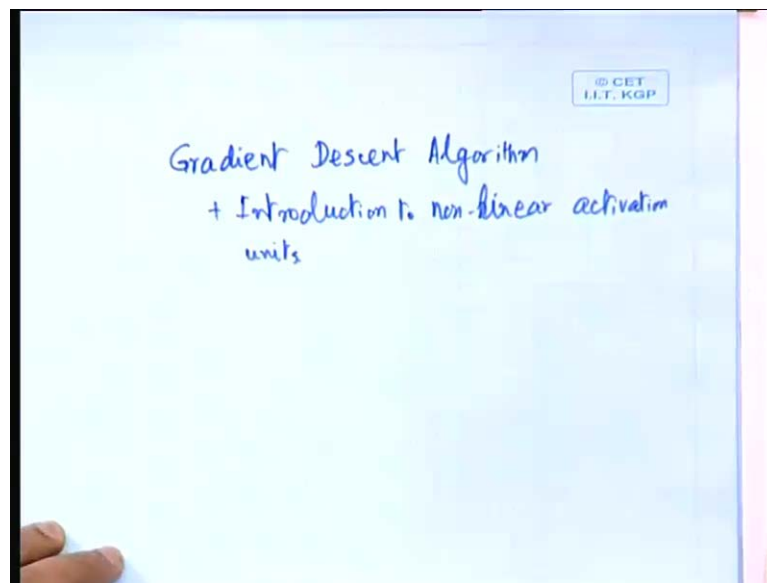 © CET
I.I.T. KGP
Gradient Descent Algorithm
+ Introduction to non-linear activation
units